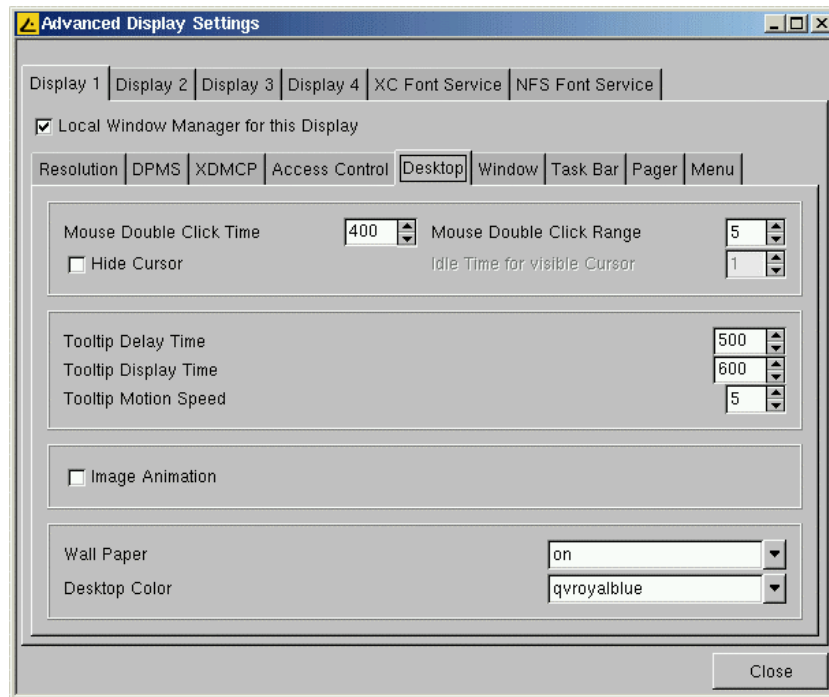 Advanced Display Settings
Display 1 Display 2 Display 3 Display 4 XC Font Service NFS Font Service
Local Window Manager for this Display
Resolution DPMS XDMCP Access Control Desktop Window Task Bar Pager Menu
Mouse Double Click Time 400 Mouse Double Click Range 5
Hide Cursor Idle Time for visible Cursor 1
Tooltip Delay Time 500
Tooltip Display Time 600
Tooltip Motion Speed 5
Image Animation
Wall Paper on
Desktop Color qvroyalblue
Close